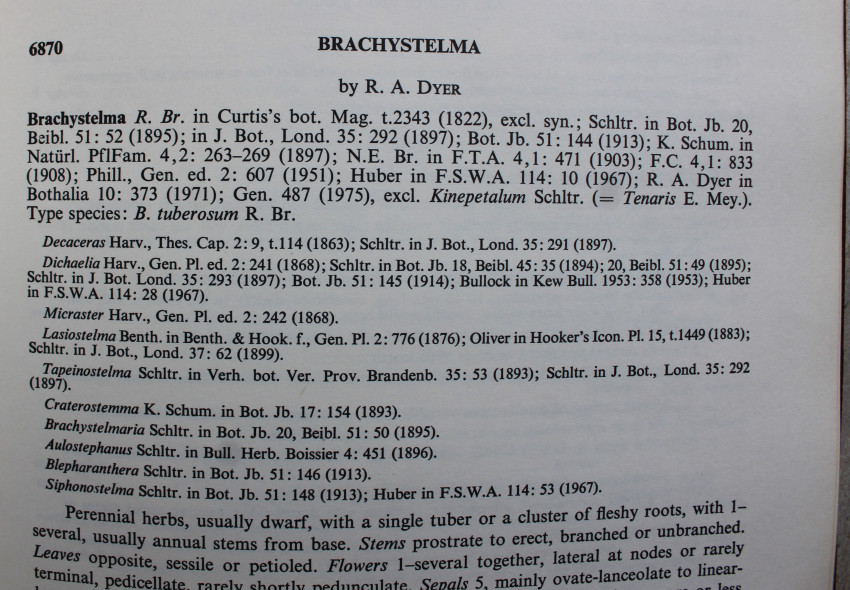 6870
BRACHYSTELMA
by R. A. DYER
Brachystelma R. Br. in Curtis's bot. Mag. t.2343 (1822), excl. syn.; Schltr. in Bot. Jb. 20,
Beibl. 51: 52 (1895); in J. Bot., Lond. 35: 292 (1897); Bot. Jb. 51: 144 (1913); K. Schum. in
Natürl. PflFam. 4,2: 263–269 (1897); N.E. Br. in F.T.A. 4,1: 471 (1903); F.C. 4,1: 833
(1908); Phill., Gen. ed. 2: 607 (1951); Huber in F.S.W.A. 114: 10 (1967); R. A. Dyer in
Bothalia 10: 373 (1971); Gen. 487 (1975), excl. Kinepetalum Schltr. (= Tenaris E. Mey.).
Type species: B. tuberosum R. Br.
Decaceras Harv., Thes. Cap. 2: 9, t.114 (1863); Schltr. in J. Bot., Lond. 35: 291 (1897).
Dichaelia Harv., Gen. Pl. ed. 2: 241 (1868); Schltr. in Bot. Jb. 18, Beibl. 45: 35 (1894); 20, Beibl. 51: 49 (1895);
Schltr. in J. Bot. Lond. 35: 293 (1897); Bot. Jb. 51: 145 (1914); Bullock in Kew Bull. 1953: 358 (1953); Huber
in F.S.W.A. 114: 28 (1967).
Micraster Harv., Gen. Pl. ed. 2: 242 (1868).
Lasiostelma Benth. in Benth. & Hook. f., Gen. Pl. 2: 776 (1876); Oliver in Hooker's Icon. Pl. 15, t.1449 (1883);
Schltr. in J. Bot., Lond. 37: 62 (1899).
Tapeinostelma Schltr. in Verh. bot. Ver. Prov. Brandenb. 35: 53 (1893); Schltr. in J. Bot., Lond. 35: 292
(1897).
Craterostemma K. Schum. in Bot. Jb. 17: 154 (1893).
Brachystelmaria Schltr. in Bot. Jb. 20, Beibl. 51: 50 (1895).
Aulostephanus Schltr. in Bull. Herb. Boissier 4: 451 (1896).
Blepharanthera Schltr. in Bot. Jb. 51: 146 (1913).
Siphonostelma Schltr. in Bot. Jb. 51: 148 (1913); Huber in F.S.W.A. 114: 53 (1967).
Perennial herbs, usually dwarf, with a single tuber or a cluster of fleshy roots, with 1–
several, usually annual stems from base. Stems prostrate to erect, branched or unbranched.
Leaves opposite, sessile or petioled. Flowers 1–several together, lateral at nodes or rarely
terminal, pedicellate, rarely shortly pedunculate. Sepals 5, mainly ovate-lanceolate to linear-
or less